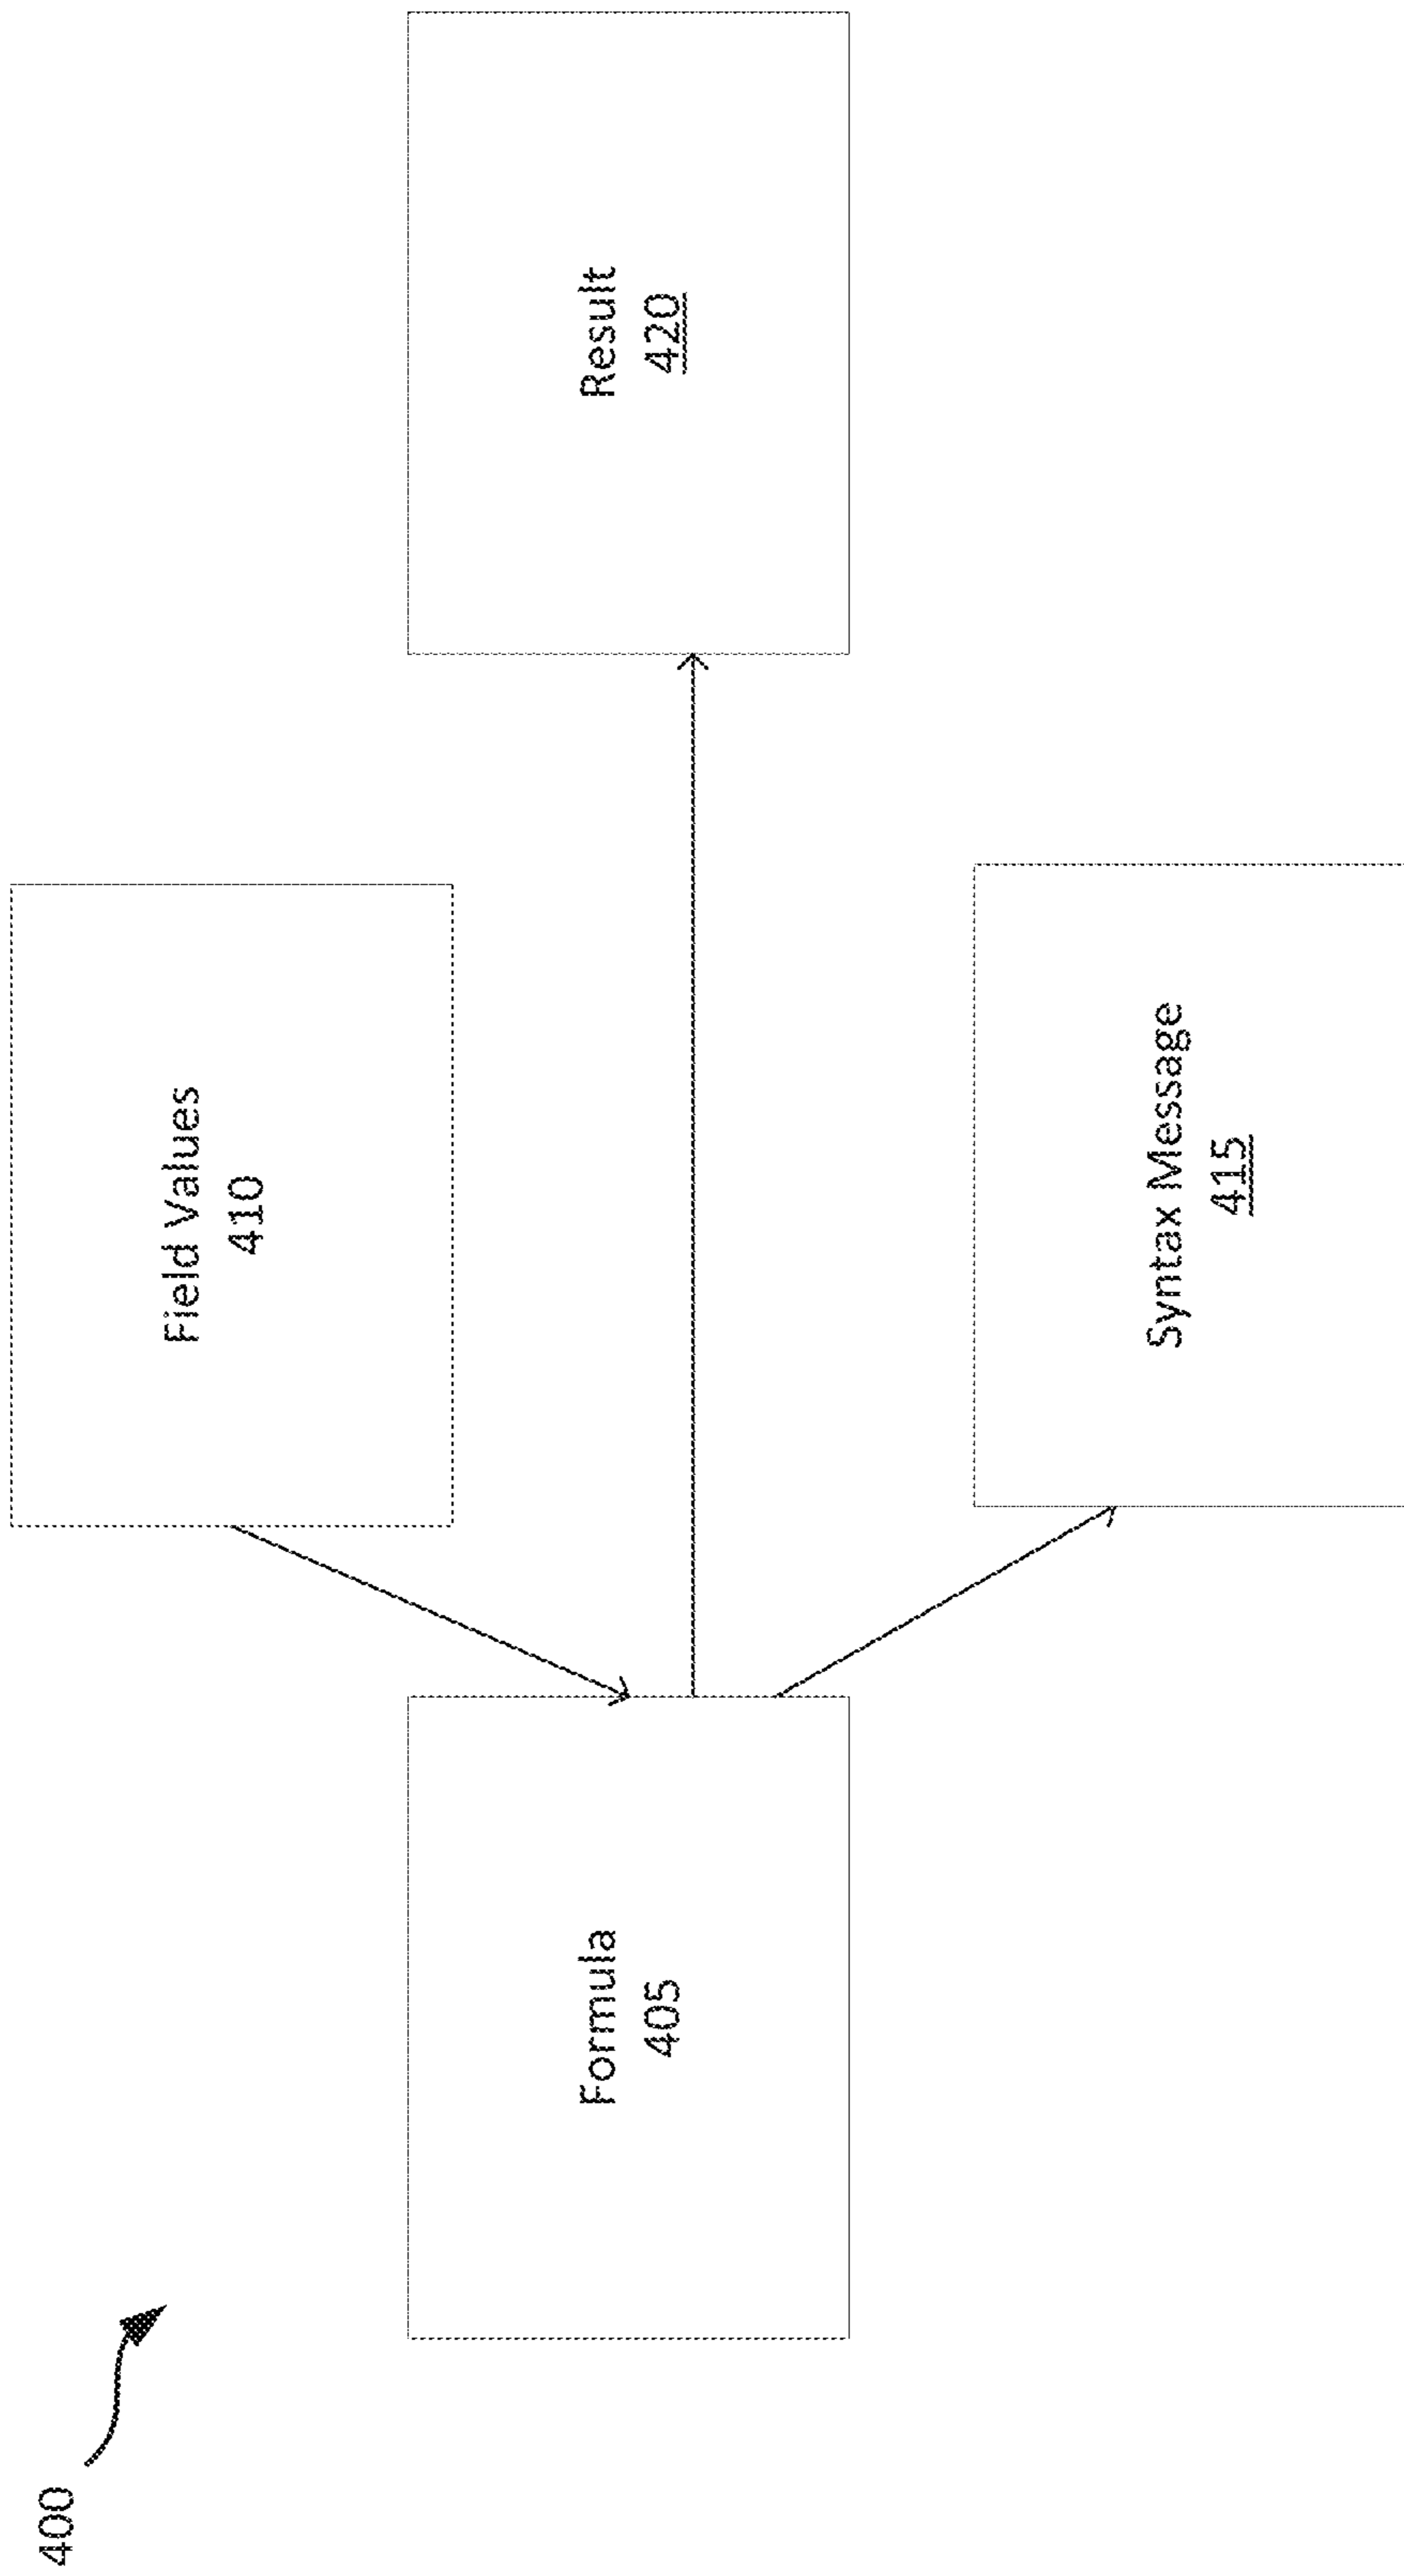 400
Field Values
410
Formula
405
Result
420
Syntax Message
415